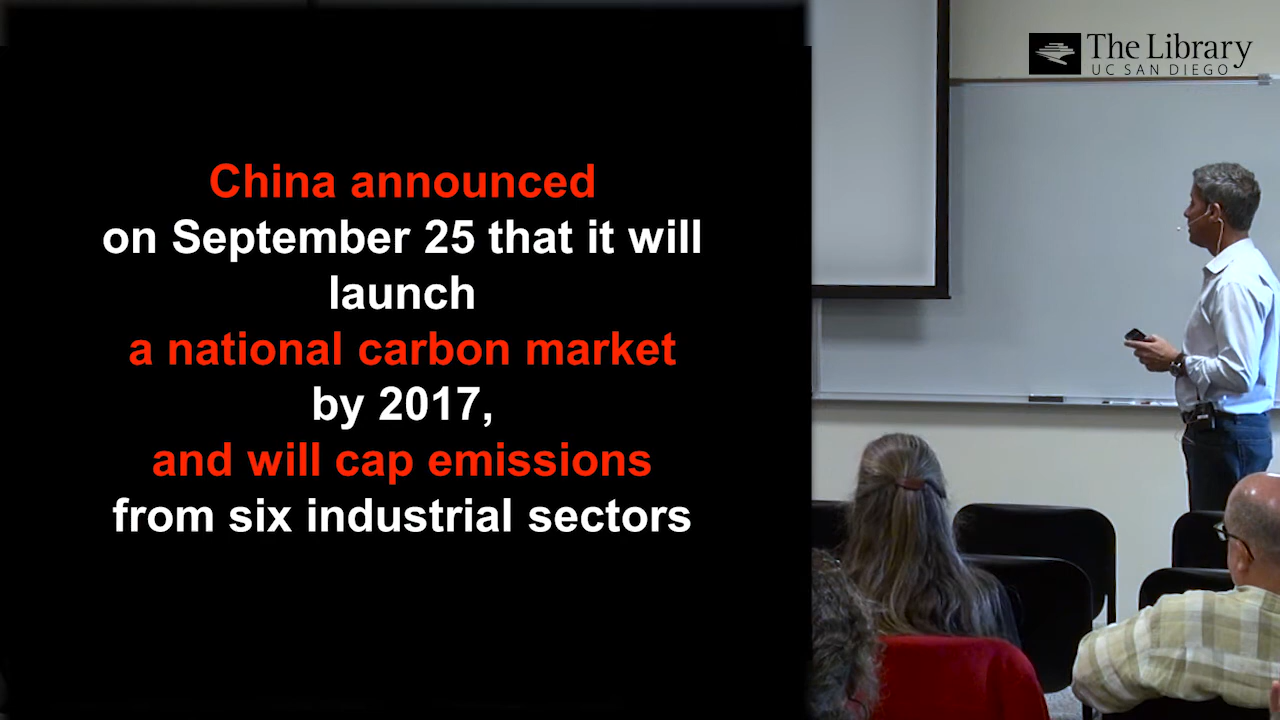 China announced
on September 25 that it will
launch
a national carbon market
by 2017,
and will cap emissions
from six industrial sectors
The Library
UC SAN DIEGO